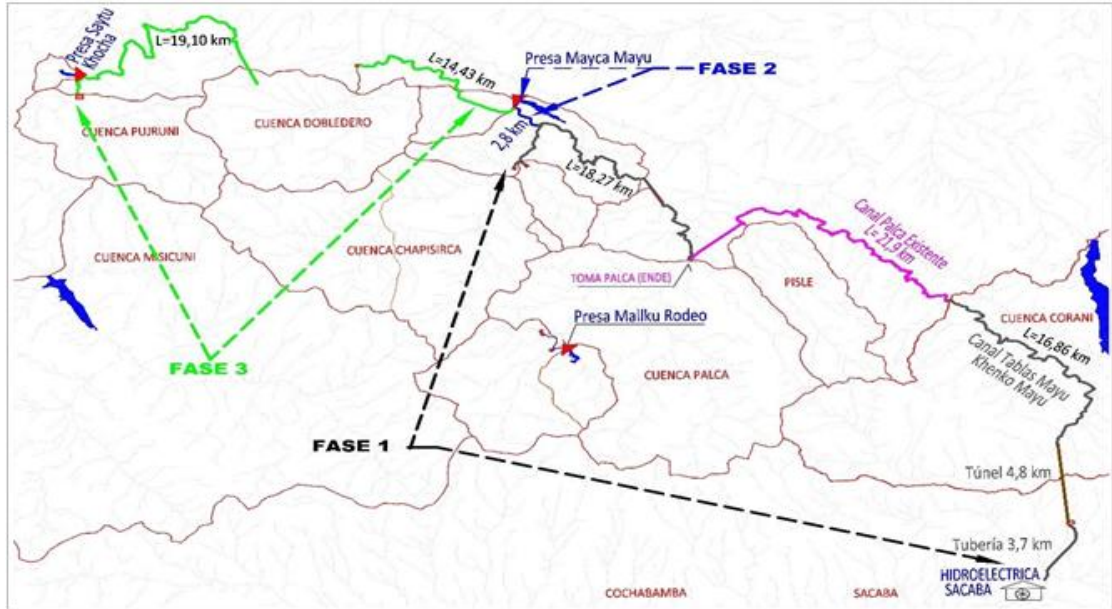 Presa Saytu
Khocha
L=19,10 km
L=14,43 km
Presa Mayca Mayu
FASE 2
CUENCA PUJRUNI
CUENCA DOBLEDERO
2,8 km
L=18,27 km
CUENCA MISICUNI
CUENCA CHAPISIRCA
Canal Palca Existente
L= 21,9 km
TOMA PALCA (ENDE)
PISLE
CUENCA CORANI
Presa Mallku Rodeo
L=16,86 km
Canal Tablas Mayu
Khenko Mayu
FASE 3
CUENCA PALCA
FASE 1
Túnel 4,8 km
Tubería 3,7 km
HIDROELECTRICA
SACABA
COCHABAMBA
SACABA